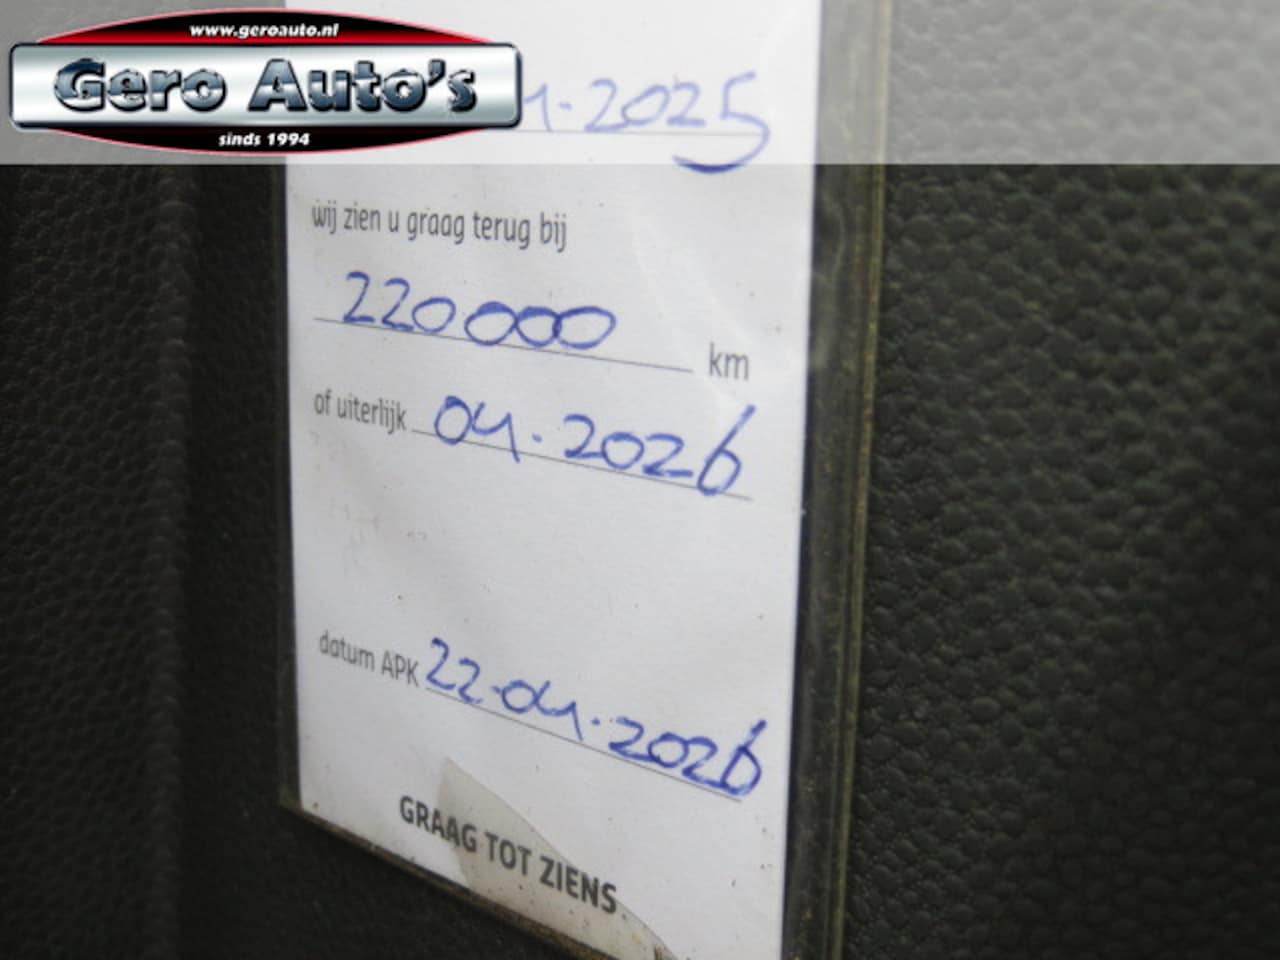 www.geroauto.nl
Gero Auto's
sinds 1994
-2025
wij zien u graag terug bij
220000 km
of uiterlijk 04.2026
datum APK 22-04.2026
GRAAG TOT ZIENS